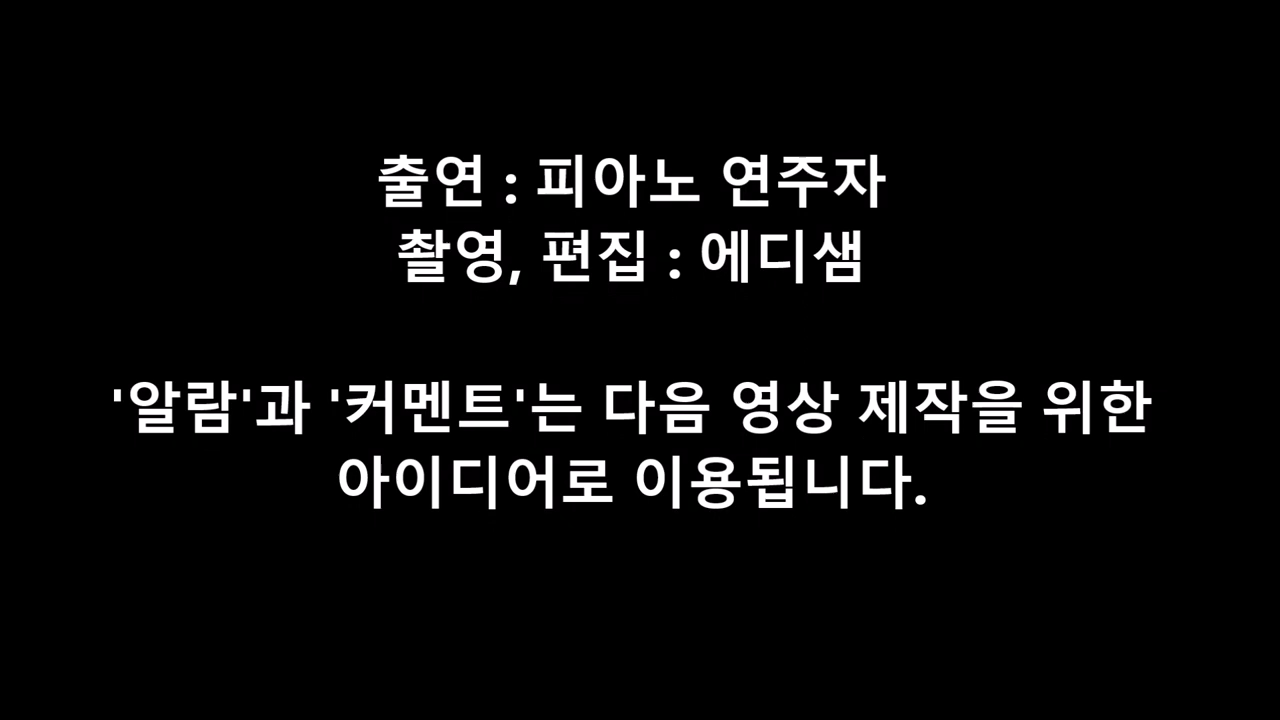 출연 : 피아노 연주자
촬영, 편집 : 에디샘
'알람'과 '커멘트'는 다음 영상 제작을 위한
아이디어로 이용됩니다.